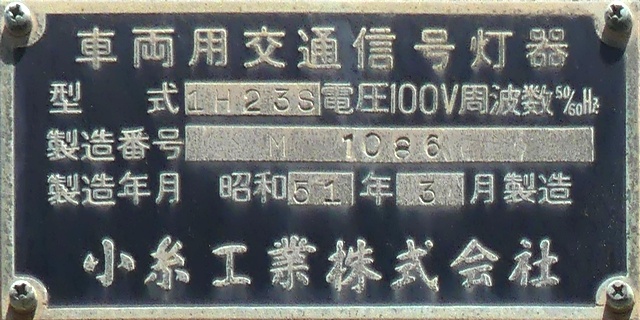 車両用交通信号灯器
型式 1H23S 電圧100V周波数50/60Hz
製造番号 M 1086
製造年月 昭和51年3月製造
小糸工業株式会社